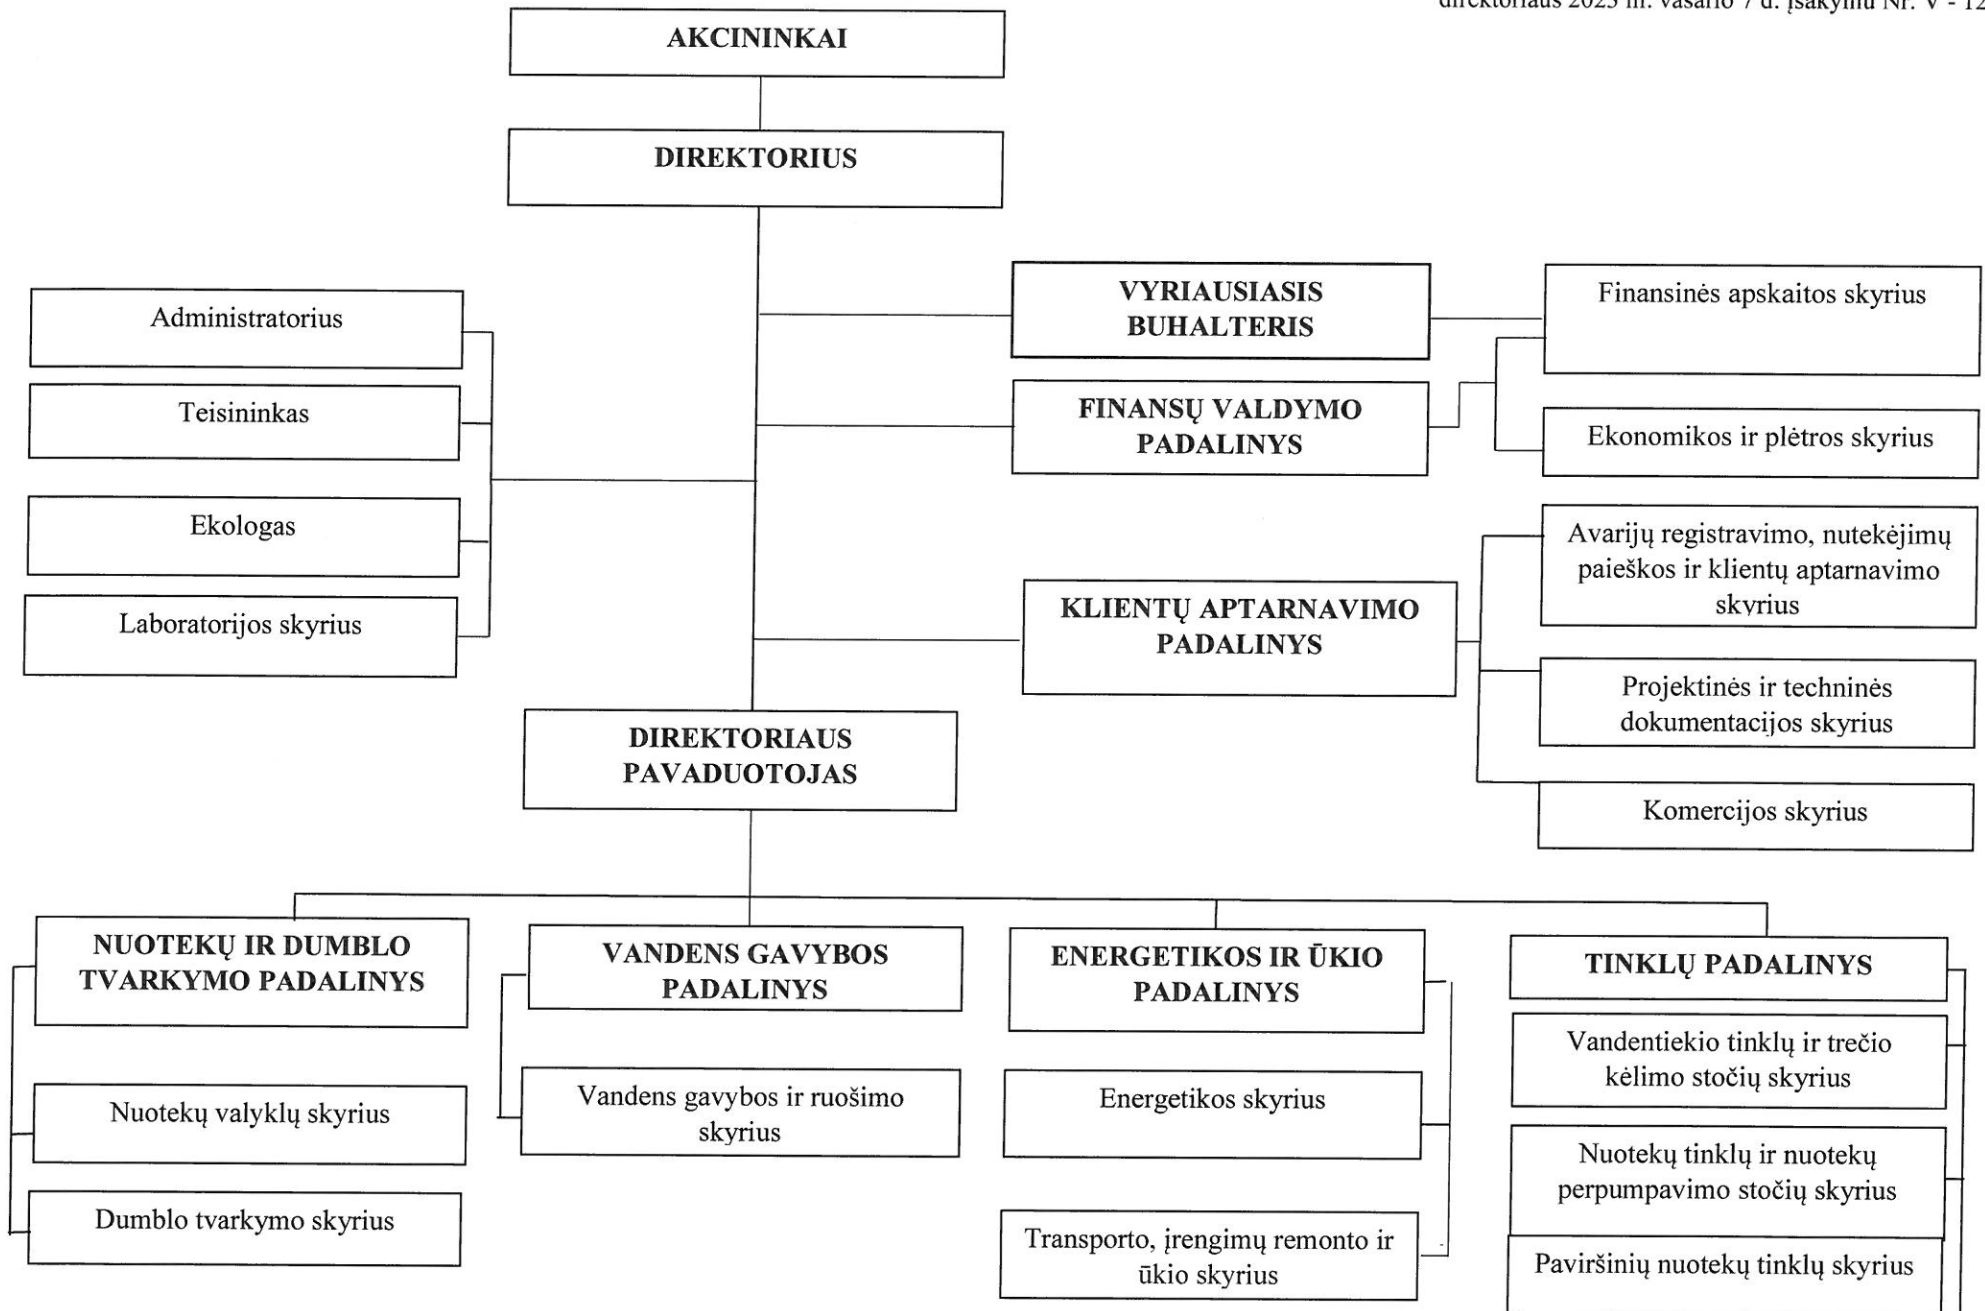 direktoriaus 2023 m. vasario 7 d. įsakymu Nr. V - 12
AKCININKAI
DIREKTORIUS
VYRIAUSIASIS
BUHALTERIS
Finansinės apskaitos skyrius
Administratorius
FINANSŲ VALDYMO
PADALINYS
Teisininkas
Ekonomikos ir plėtros skyrius
Ekologas
Avarijų registravimo, nutekėjimų
paieškos ir klientų aptarnavimo
skyrius
Laboratorijos skyrius
KLIENTŲ APTARNAVIMO
PADALINYS
Projektinės ir techninės
dokumentacijos skyrius
DIREKTORIAUS
PAVADUOTOJAS
Komercijos skyrius
NUOTEKŲ IR DUMBLO
TVARKYMO PADALINYS
VANDENS GAVYBOS
PADALINYS
ENERGETIKOS IR ŪKIO
PADALINYS
TINKLŲ PADALINYS
Nuotekų valyklų skyrius
Vandens gavybos ir ruošimo
skyrius
Energetikos skyrius
Vandentiekio tinklų ir trečio
kėlimo stočių skyrius
Dumblo tvarkymo skyrius
Transporto, įrengimų remonto ir
ūkio skyrius
Nuotekų tinklų ir nuotekų
perpumpavimo stočių skyrius
Paviršinių nuotekų tinklų skyrius